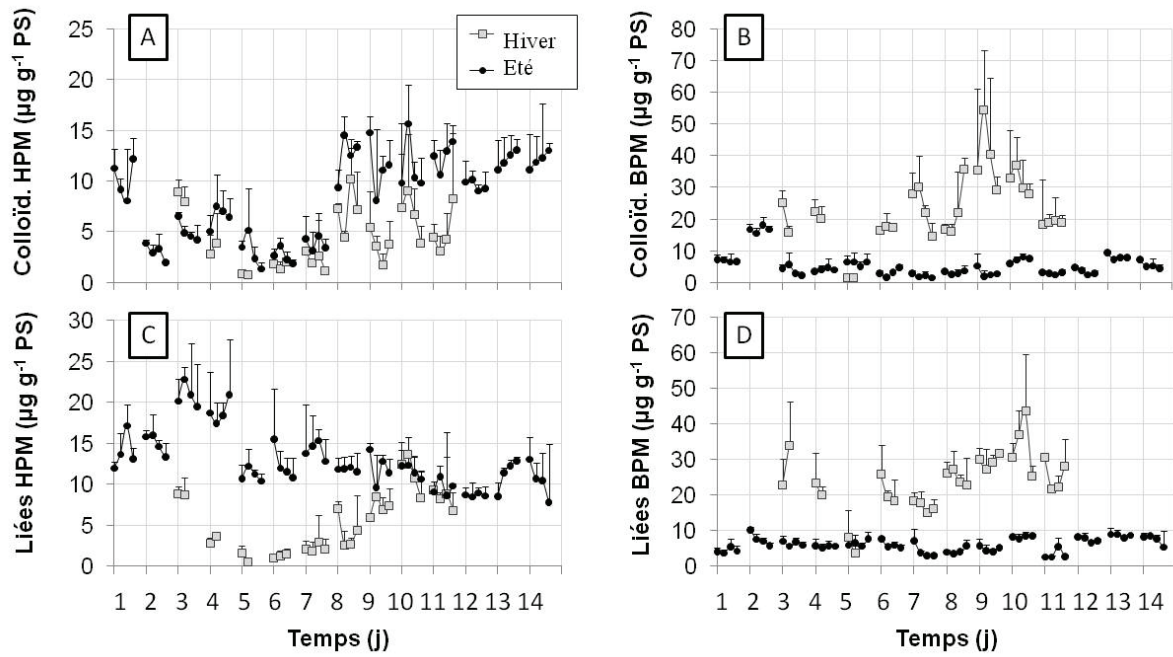 A
Hiver
Eté
Colloïd. HPM (µg g⁻¹ PS)
25
20
15
10
5
0
B
Colloïd. BPM (µg g⁻¹ PS)
80
70
60
50
40
30
20
10
0
C
Liées HPM (µg g⁻¹ PS)
30
25
20
15
10
5
0
1 2 3 4 5 6 7 8 9 10 11 12 13 14
Temps (j)
D
Liées BPM (µg g⁻¹ PS)
70
60
50
40
30
20
10
0
1 2 3 4 5 6 7 8 9 10 11 12 13 14
Temps (j)